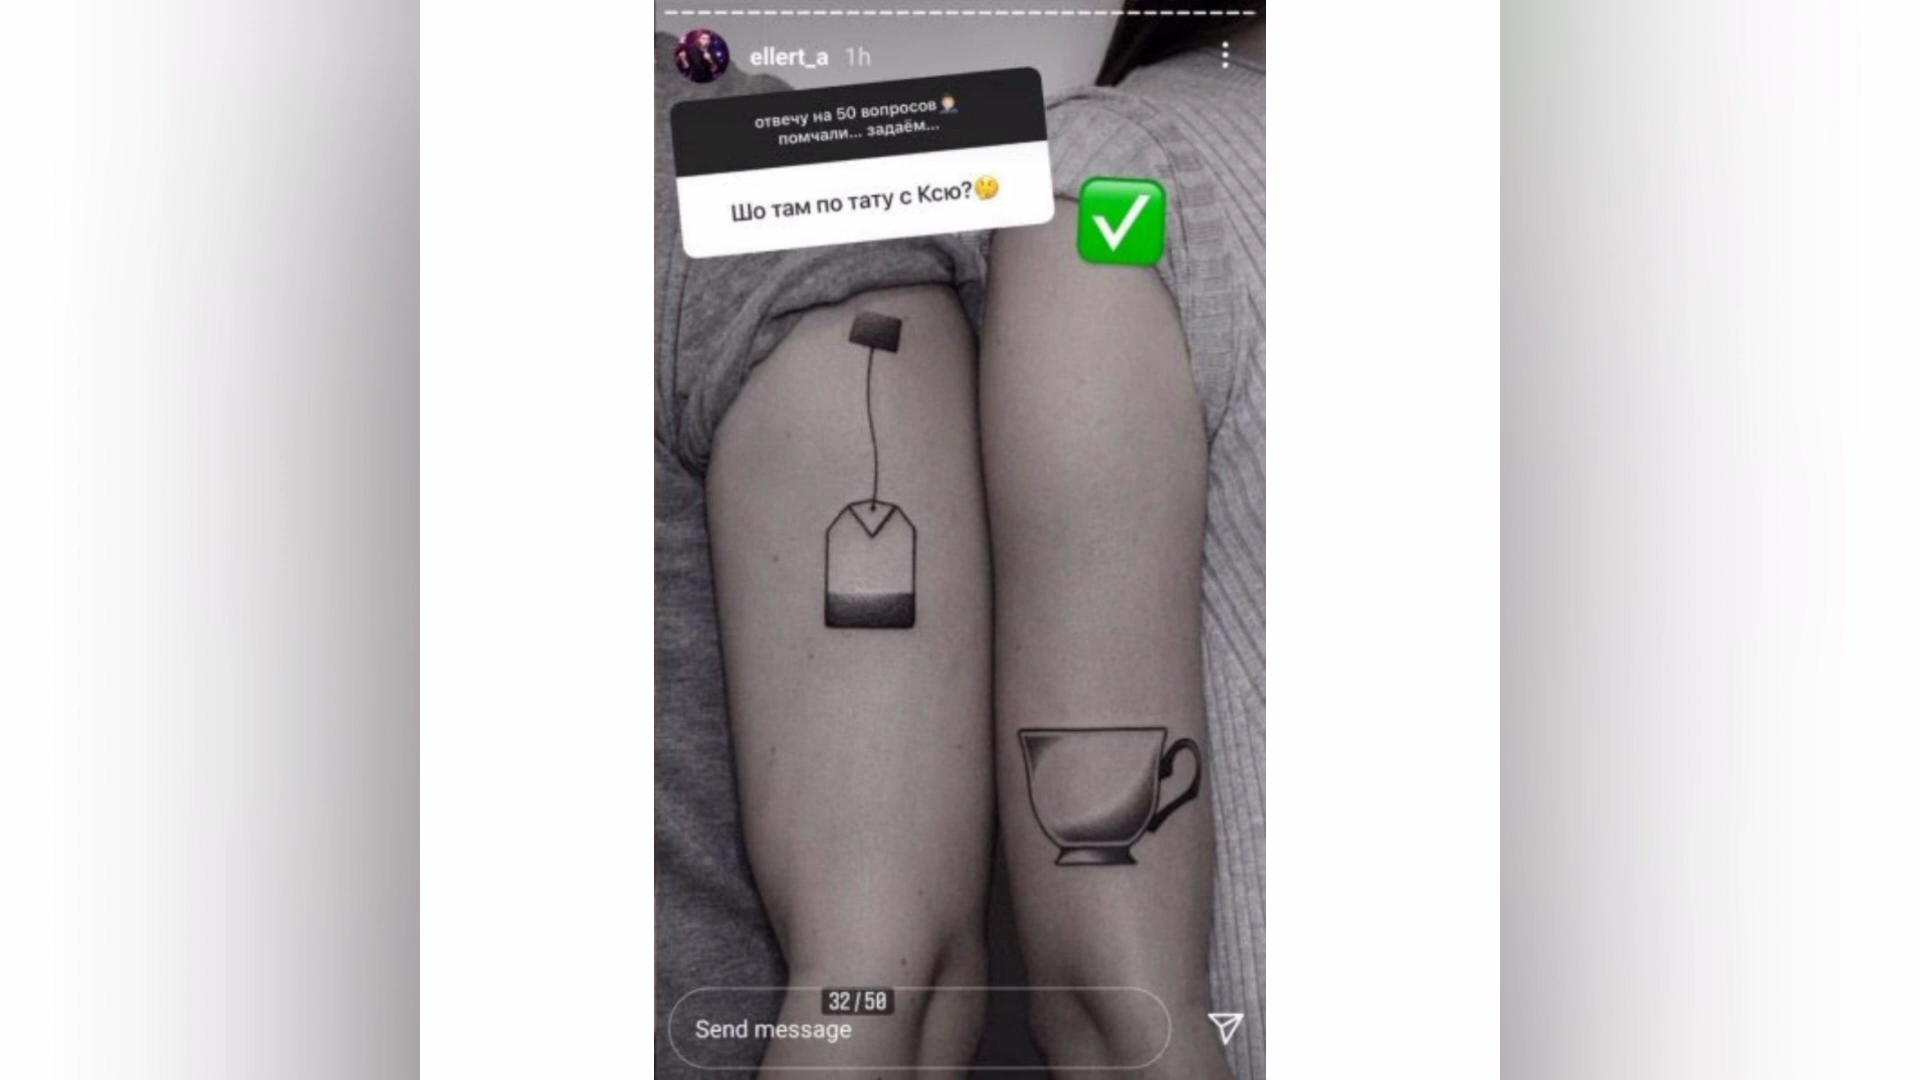 ellert_a 1h
отвечу на 50 вопросов🤦🏻‍♂️
помчали... задаём...
Шо там по тату с Ксю?🤔
32/50
Send message